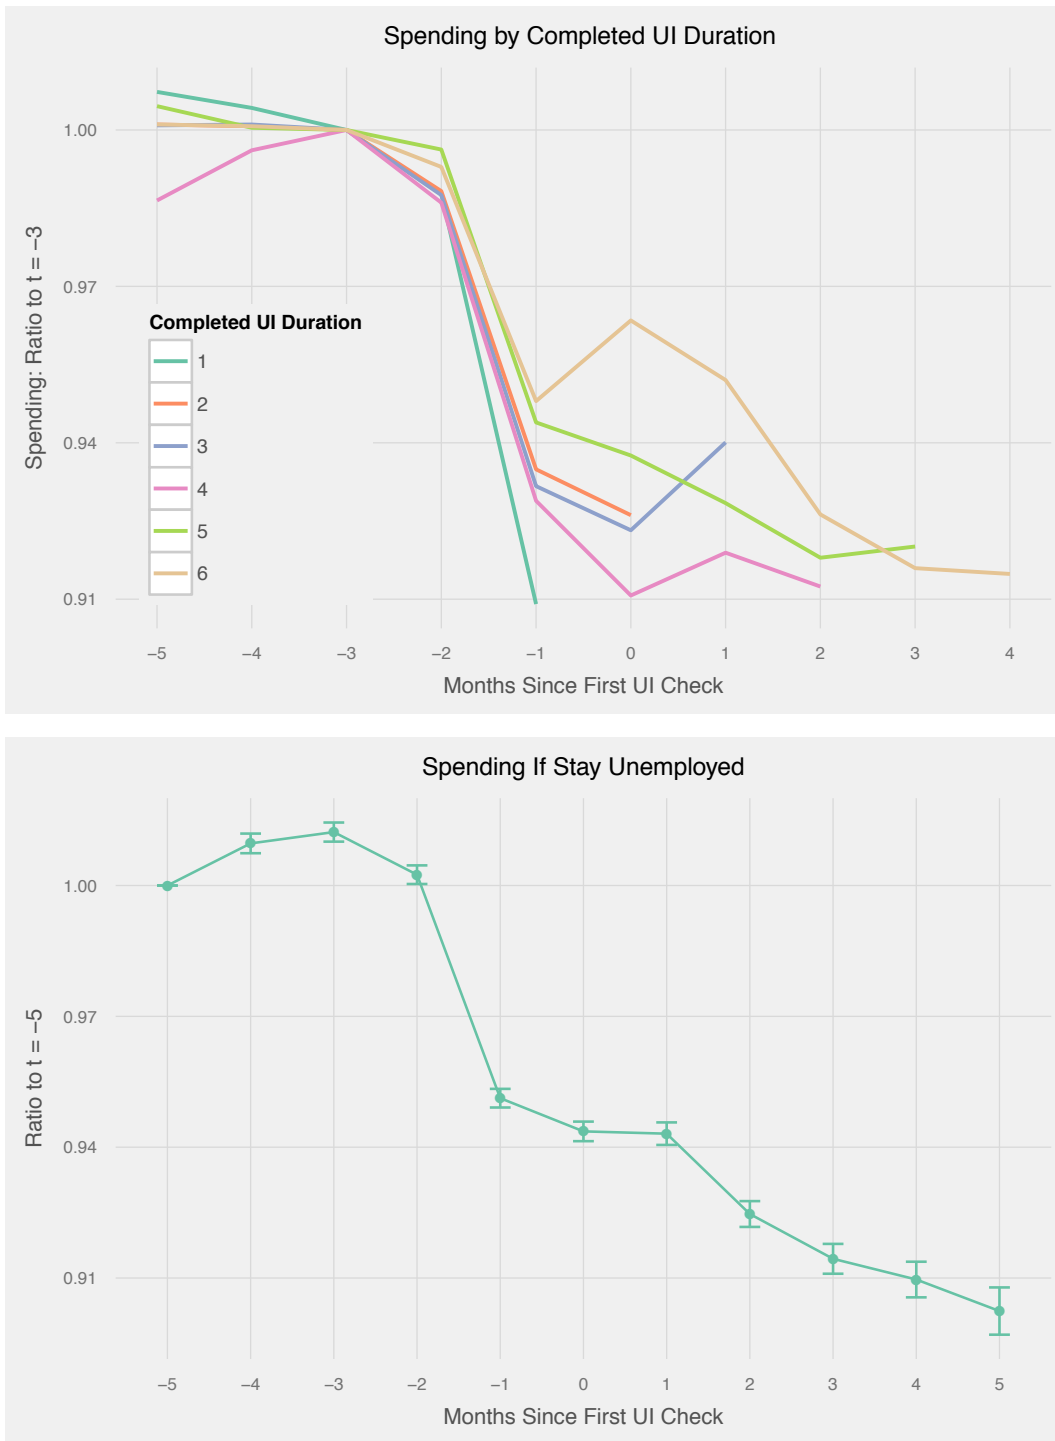 Spending by Completed UI Duration
Spending: Ratio to t = −3
1.00
0.97
0.94
0.91
Completed UI Duration
1
2
3
4
5
6
−5 −4 −3 −2 −1 0 1 2 3 4
Months Since First UI Check
Spending If Stay Unemployed
Ratio to t = −5
1.00
0.97
0.94
0.91
−5 −4 −3 −2 −1 0 1 2 3 4 5
Months Since First UI Check